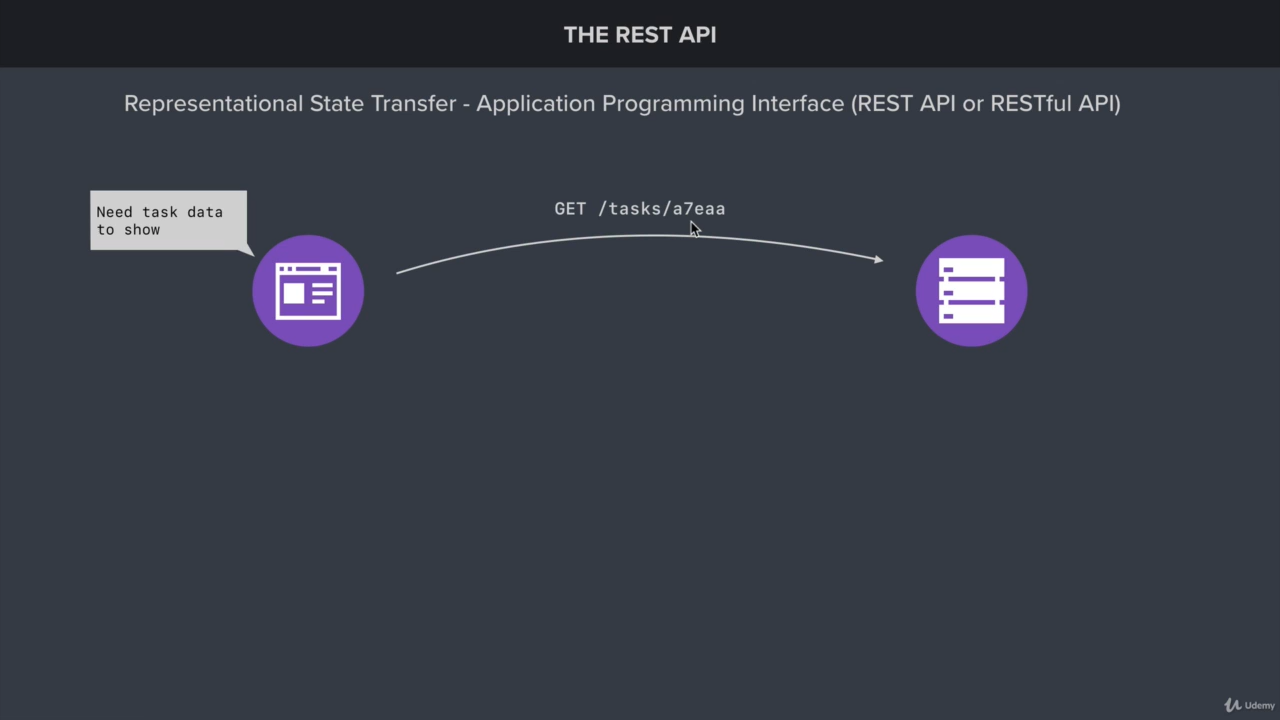 THE REST API
Representational State Transfer - Application Programming Interface (REST API or RESTful API)
Need task data
to show
GET /tasks/a7eaa
Udemy